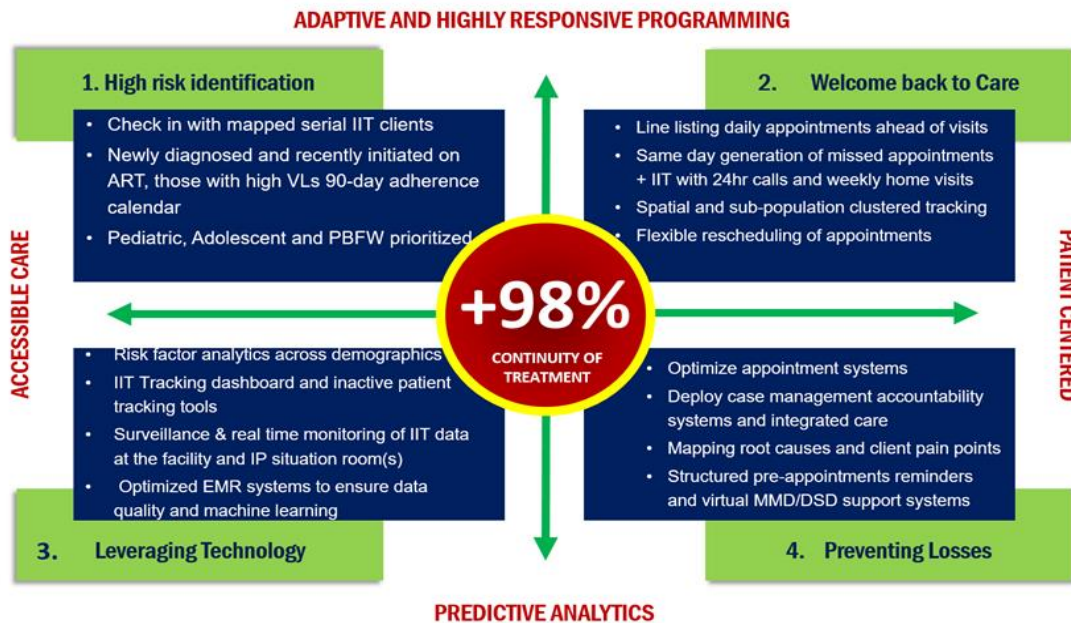 ADAPTIVE AND HIGHLY RESPONSIVE PROGRAMMING
1. High risk identification
• Check in with mapped serial IIT clients
• Newly diagnosed and recently initiated on
ART, those with high VLs 90-day adherence
calendar
• Pediatric, Adolescent and PBFW prioritized
2. Welcome back to Care
• Line listing daily appointments ahead of visits
• Same day generation of missed appointments
+ IIT with 24hr calls and weekly home visits
• Spatial and sub-population clustered tracking
• Flexible rescheduling of appointments
ACCESSIBLE CARE
+98%
CONTINUITY OF
TREATMENT
PATIENT CENTERED
• Risk factor analytics across demographics
• IIT Tracking dashboard and inactive patient
tracking tools
• Surveillance & real time monitoring of IIT data
at the facility and IP situation room(s)
• Optimized EMR systems to ensure data
quality and machine learning
3. Leveraging Technology
• Optimize appointment systems
• Deploy case management accountability
systems and integrated care
• Mapping root causes and client pain points
• Structured pre-appointments reminders
and virtual MMD/DSD support systems
4. Preventing Losses
PREDICTIVE ANALYTICS